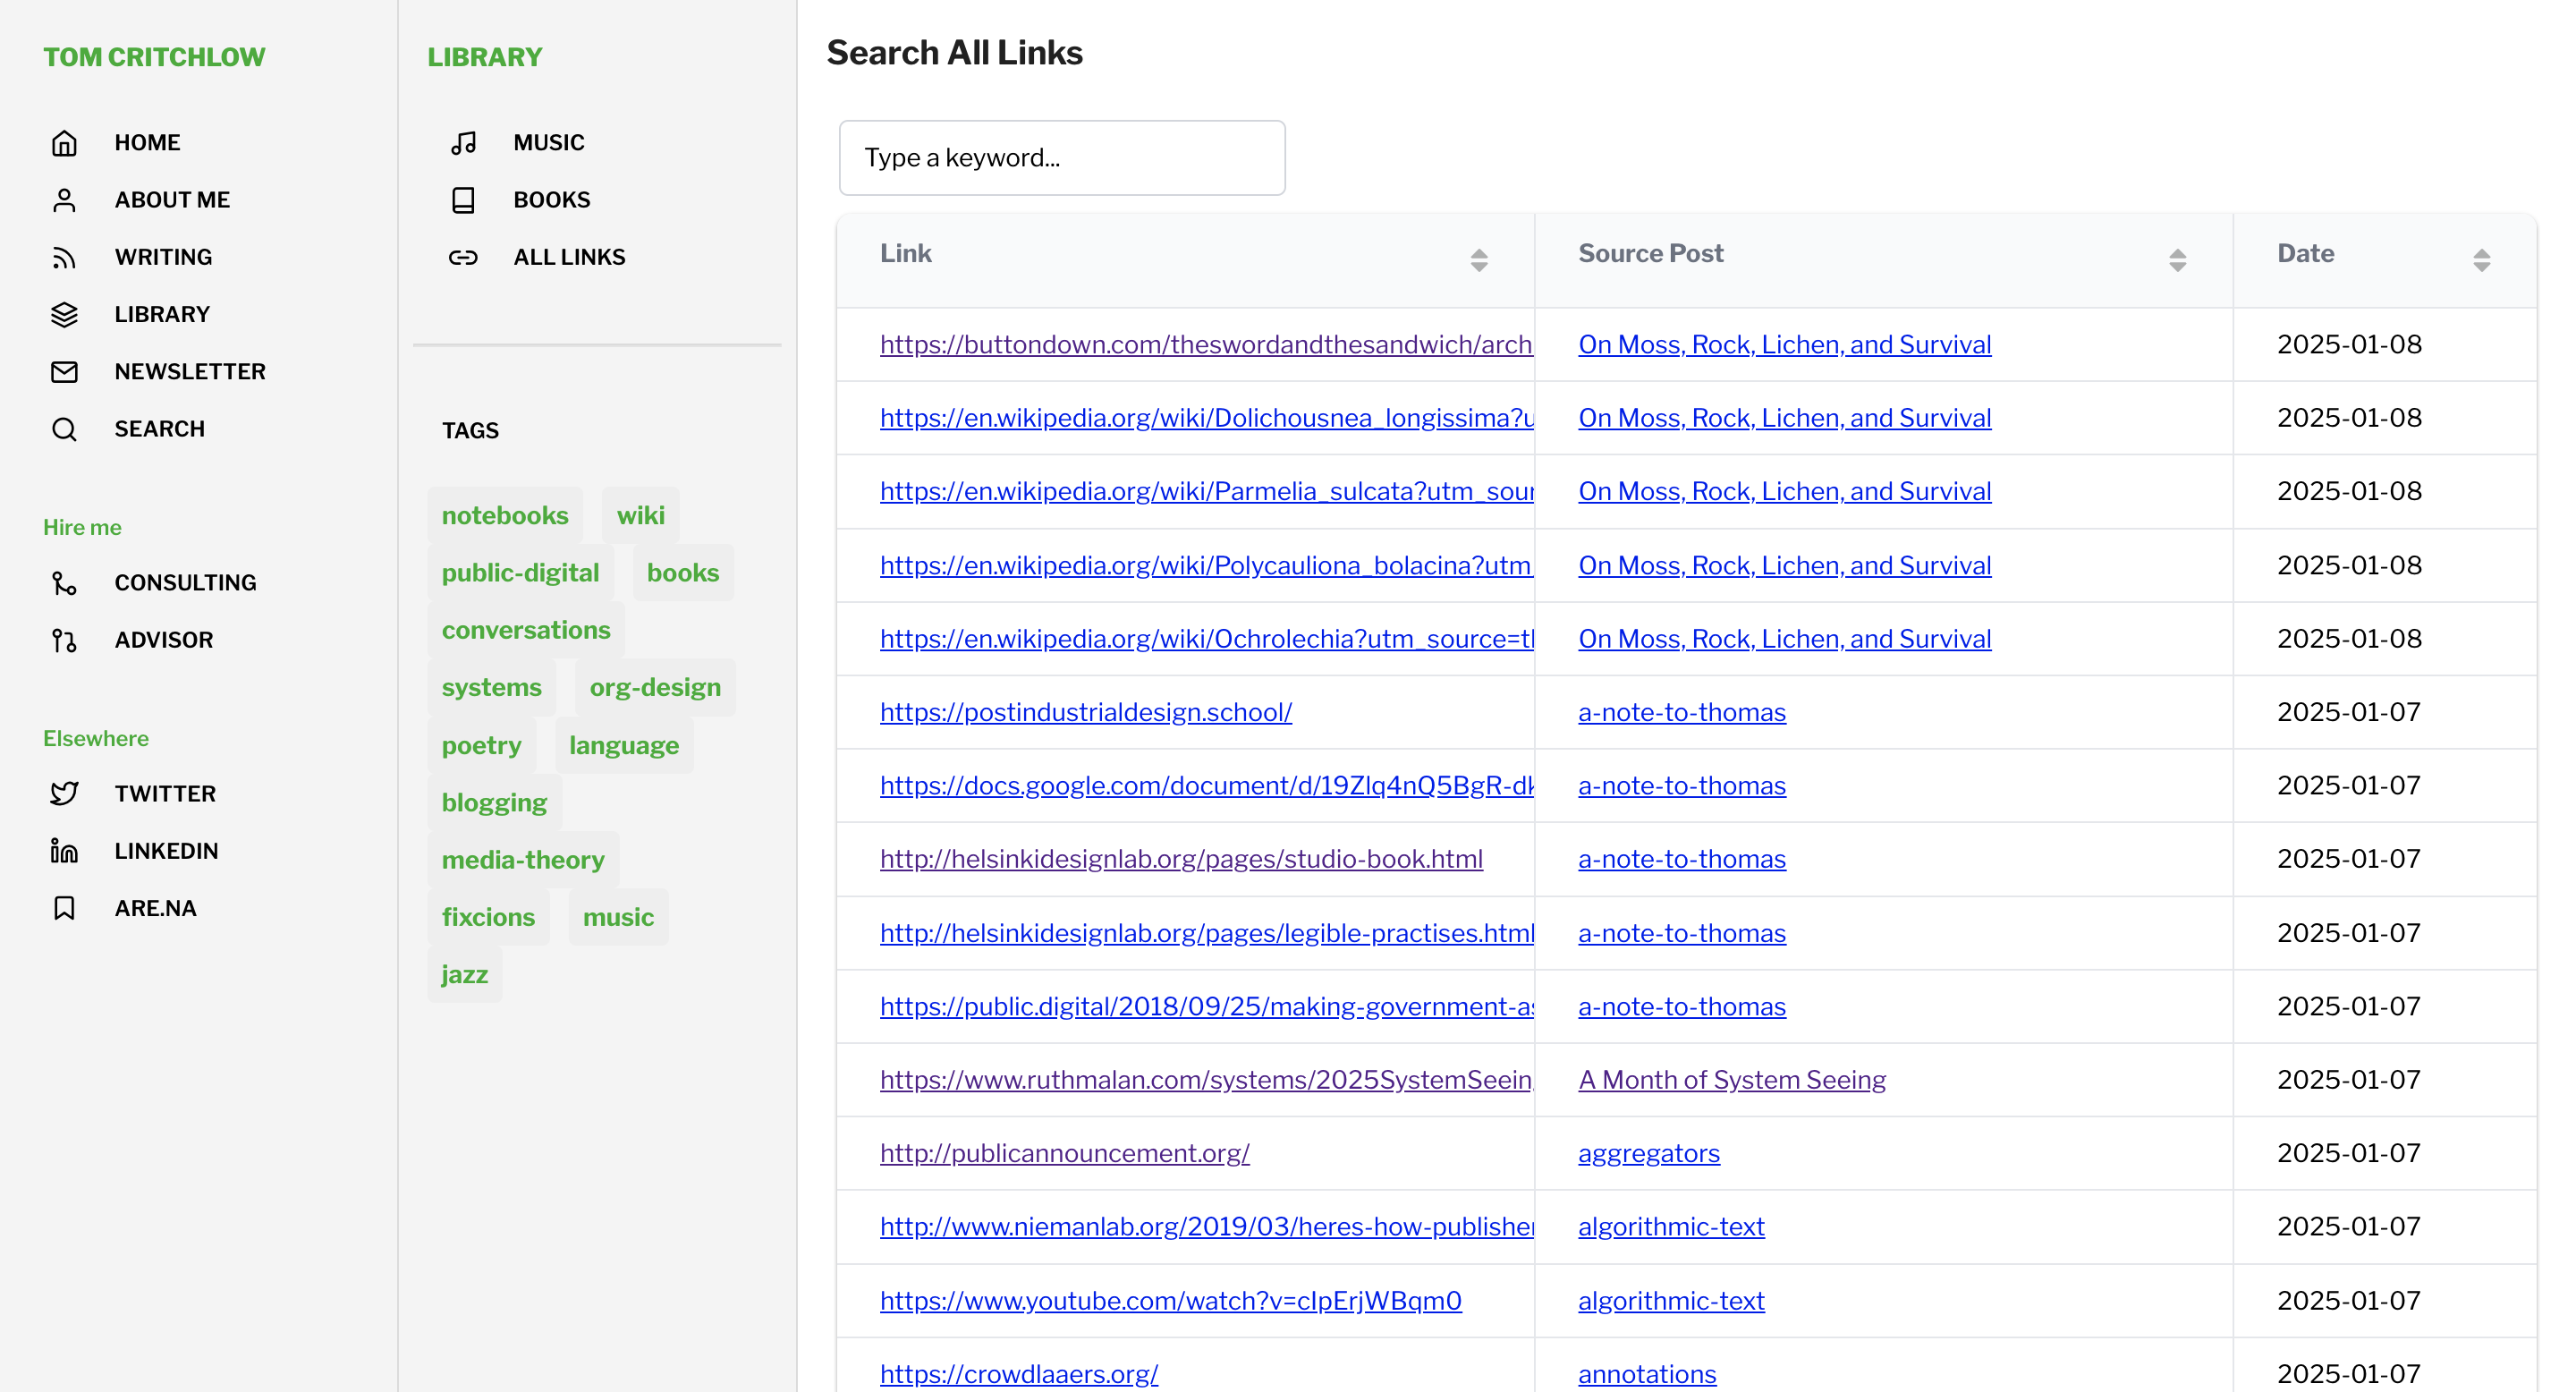 TOM CRITCHLOW
HOME
ABOUT ME
WRITING
LIBRARY
NEWSLETTER
SEARCH
Hire me
CONSULTING
ADVISOR
Elsewhere
TWITTER
LINKEDIN
ARE.NA
LIBRARY
MUSIC
BOOKS
ALL LINKS
TAGS
notebooks wiki
public-digital books
conversations
systems org-design
poetry language
blogging
media-theory
fixcions music
jazz
Search All Links
Type a keyword...
Link Source Post Date
https://buttondown.com/theswordandthesandwich/arch On Moss, Rock, Lichen, and Survival 2025-01-08
https://en.wikipedia.org/wiki/Dolichousnea_longissima?u On Moss, Rock, Lichen, and Survival 2025-01-08
https://en.wikipedia.org/wiki/Parmelia_sulcata?utm_sour On Moss, Rock, Lichen, and Survival 2025-01-08
https://en.wikipedia.org/wiki/Polycauliona_bolacina?utm_ On Moss, Rock, Lichen, and Survival 2025-01-08
https://en.wikipedia.org/wiki/Ochrolechia?utm_source=tl On Moss, Rock, Lichen, and Survival 2025-01-08
https://postindustrialdesign.school/ a-note-to-thomas 2025-01-07
https://docs.google.com/document/d/19Zlq4nQ5BgR-dk a-note-to-thomas 2025-01-07
http://helsinkidesignlab.org/pages/studio-book.html a-note-to-thomas 2025-01-07
http://helsinkidesignlab.org/pages/legible-practises.html a-note-to-thomas 2025-01-07
https://public.digital/2018/09/25/making-government-as a-note-to-thomas 2025-01-07
https://www.ruthmalan.com/systems/2025SystemSeein A Month of System Seeing 2025-01-07
http://publicannouncement.org/ aggregators 2025-01-07
http://www.niemanlab.org/2019/03/heres-how-publisher algorithmic-text 2025-01-07
https://www.youtube.com/watch?v=cIpErjWBqm0 algorithmic-text 2025-01-07
https://crowdlaaers.org/ annotations 2025-01-07